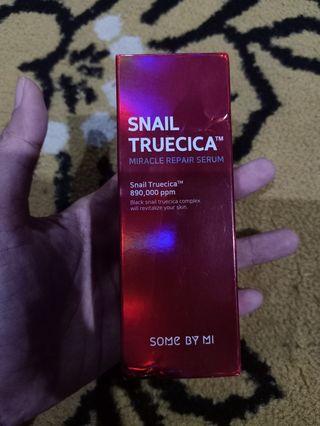 SNAIL
TRUECICA™
MIRACLE REPAIR SERUM
Snail Truecica™
890,000 ppm
Black snail truecica complex
will revitalize your skin.
SOME BY MI